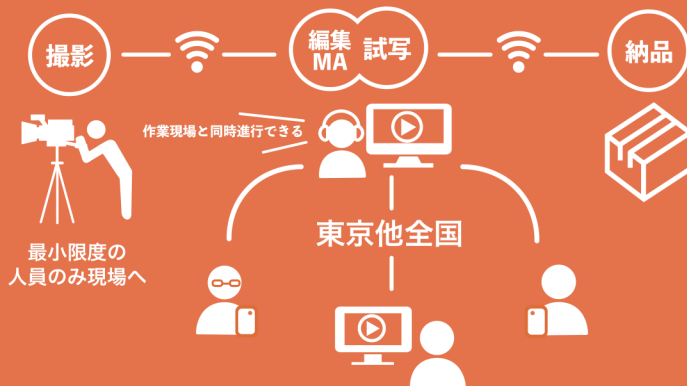 撮影
編集
MA
試写
納品
作業現場と同時進行できる
最小限度の
人員のみ現場へ
東京他全国